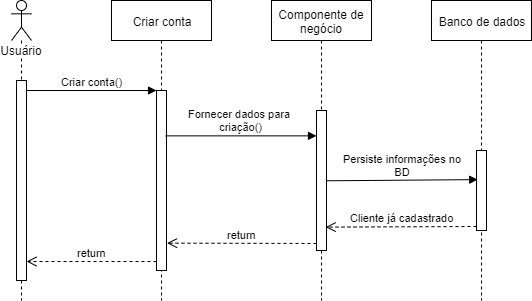 Usuário
Criar conta
Componente de
negócio
Banco de dados
Criar conta()
Fornecer dados para
criação()
Persiste informações no
BD
Cliente já cadastrado
return
return